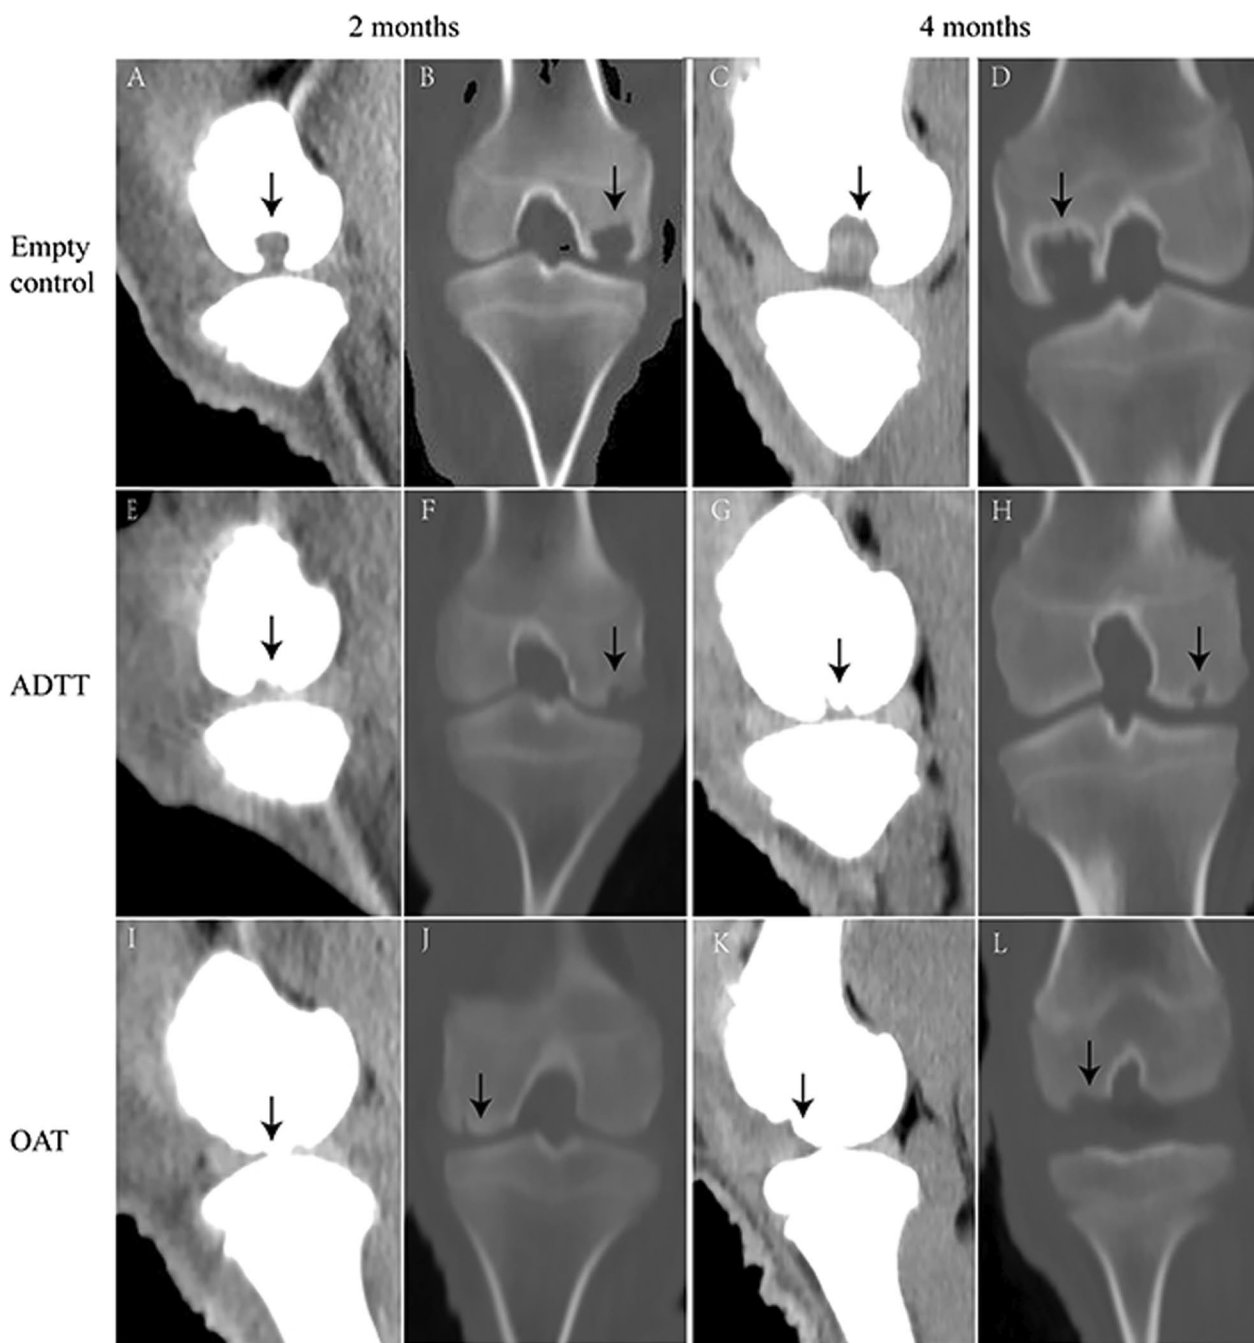 2 months 4 months
A B C D
Empty
control
E F G H
ADTT
I J K L
OAT